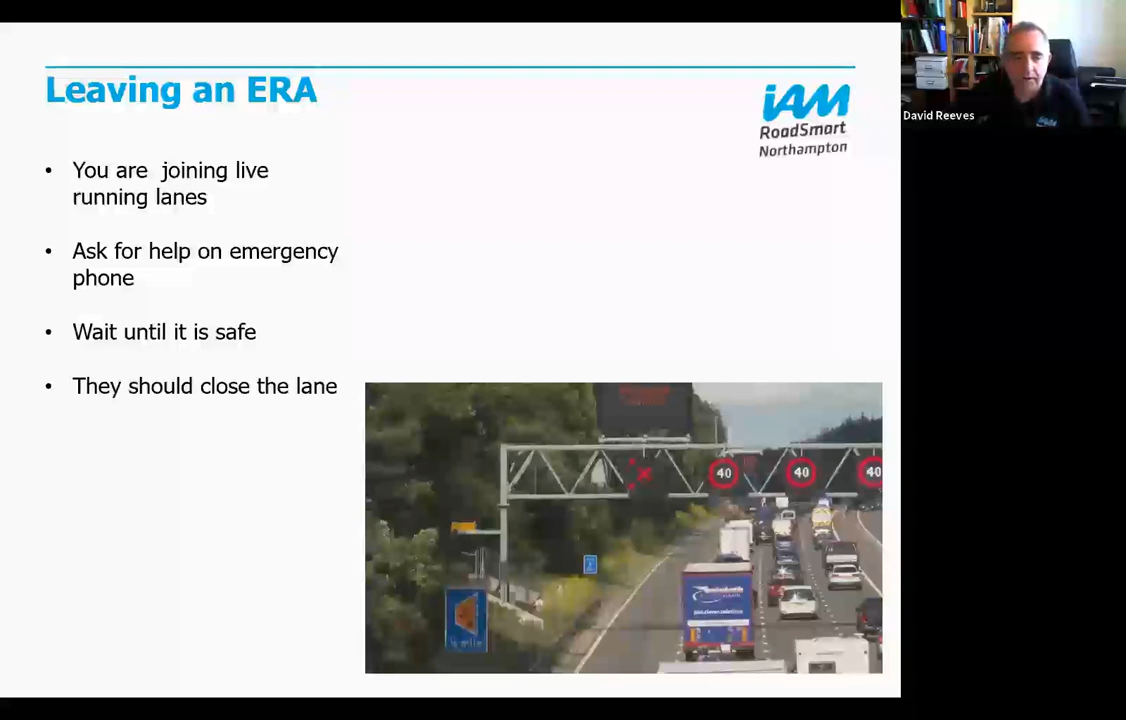 Leaving an ERA
IAM
RoadSmart
Northampton
David Reeves
• You are joining live
running lanes
• Ask for help on emergency
phone
• Wait until it is safe
• They should close the lane
40
40
40